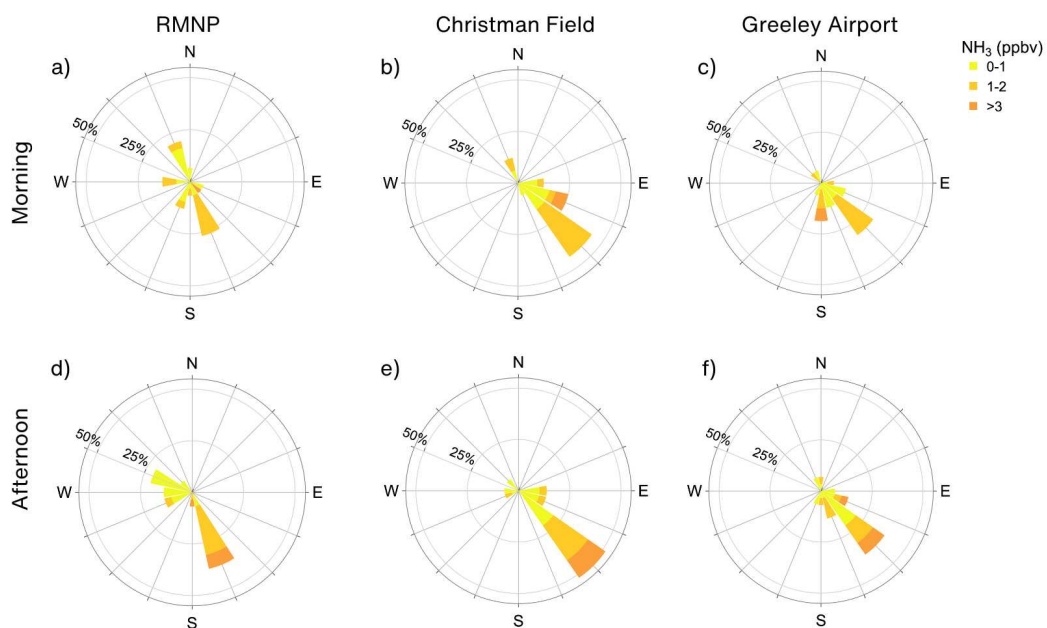 RMNP
Christman Field
Greeley Airport
NH₃ (ppbv)
0-1
1-2
>3
Morning
a)
N
50%
25%
W
E
S
b)
N
50%
25%
W
E
S
c)
N
50%
25%
W
E
S
Afternoon
d)
N
50%
25%
W
E
S
e)
N
50%
25%
W
E
S
f)
N
50%
25%
W
E
S